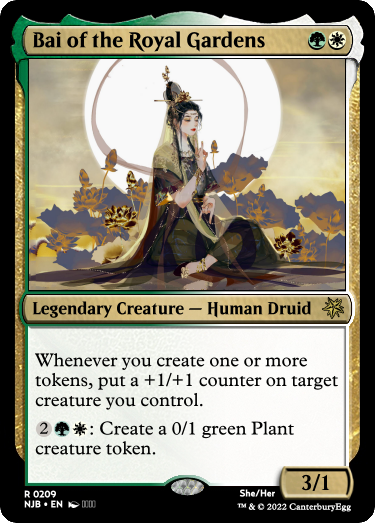 Bai of the Royal Gardens
Legendary Creature — Human Druid
Whenever you create one or more
tokens, put a +1/+1 counter on target
creature you control.
2: Create a 0/1 green Plant
creature token.
3/1
R 0209
She/Her
NJB • EN
™ & © 2022 CanterburyEgg